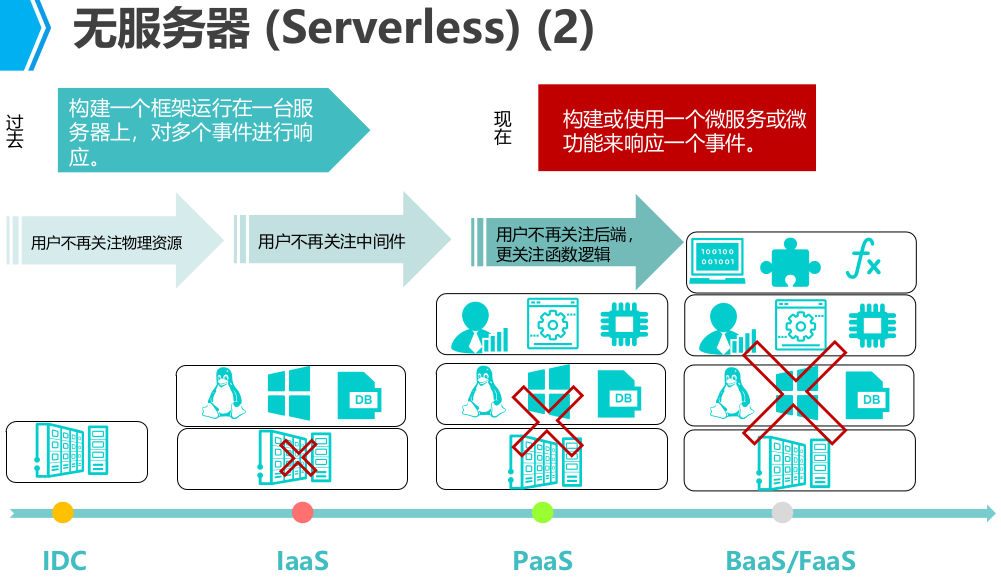 无服务器 (Serverless) (2)
过去
构建一个框架运行在一台服
务器上，对多个事件进行响
应。
现在
构建或使用一个微服务或微
功能来响应一个事件。
用户不再关注物理资源
用户不再关注中间件
用户不再关注后端，
更关注函数逻辑
100100
001001
fx
DB
DB
DB
IDC
IaaS
PaaS
BaaS/FaaS